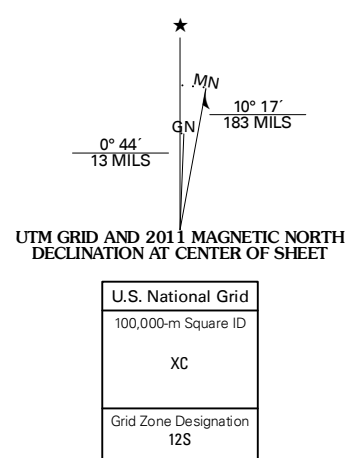 ★
MN
GN
10° 17´
183 MILS
0° 44´
13 MILS
UTM GRID AND 2011 MAGNETIC NORTH
DECLINATION AT CENTER OF SHEET
U.S. National Grid
100,000-m Square ID
XC
Grid Zone Designation
12S